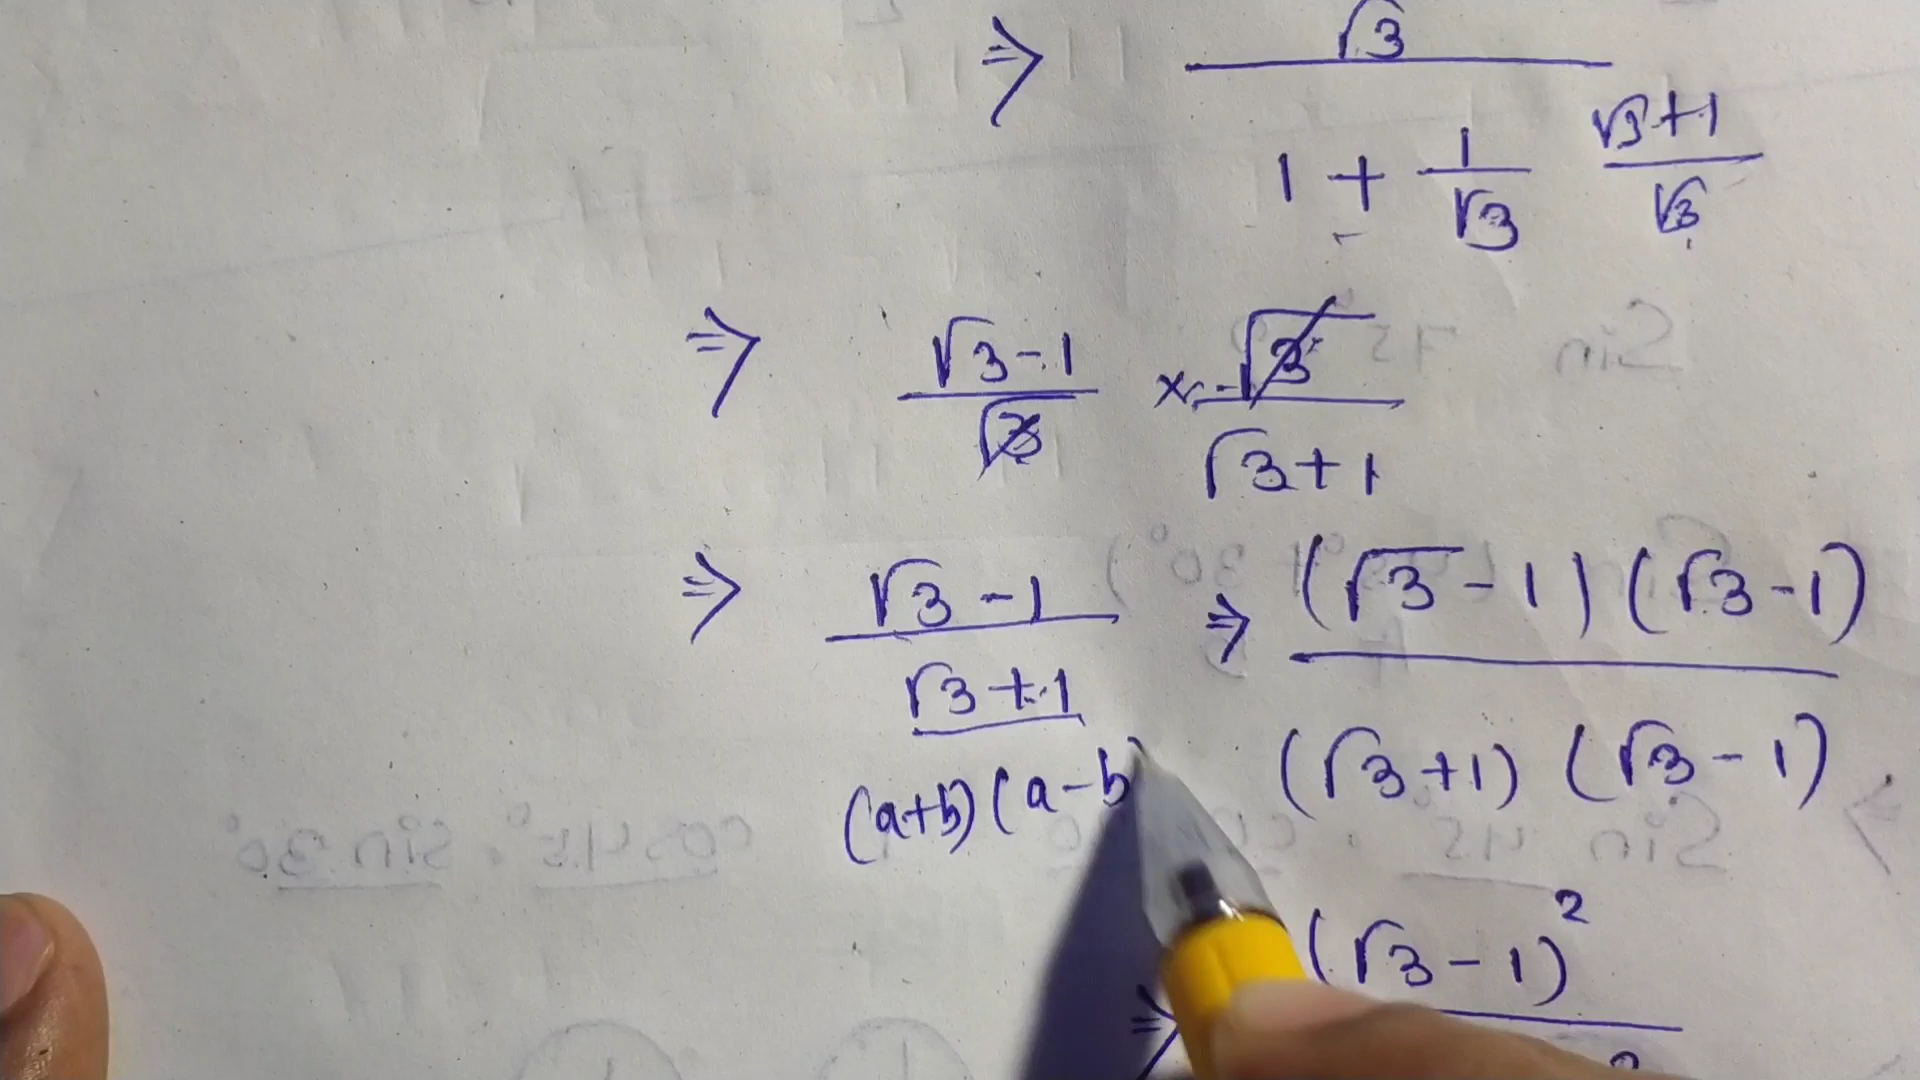 ⇒ √3
1 + 1/√3 √3+1/√3
⇒ √3-1/√3 × √3/√3+1
⇒ √3-1/√3+1 ⇒ (√3-1)(√3-1)/(√3+1)(√3-1)
(a+b)(a-b)
⇒ (√3-1)²
2